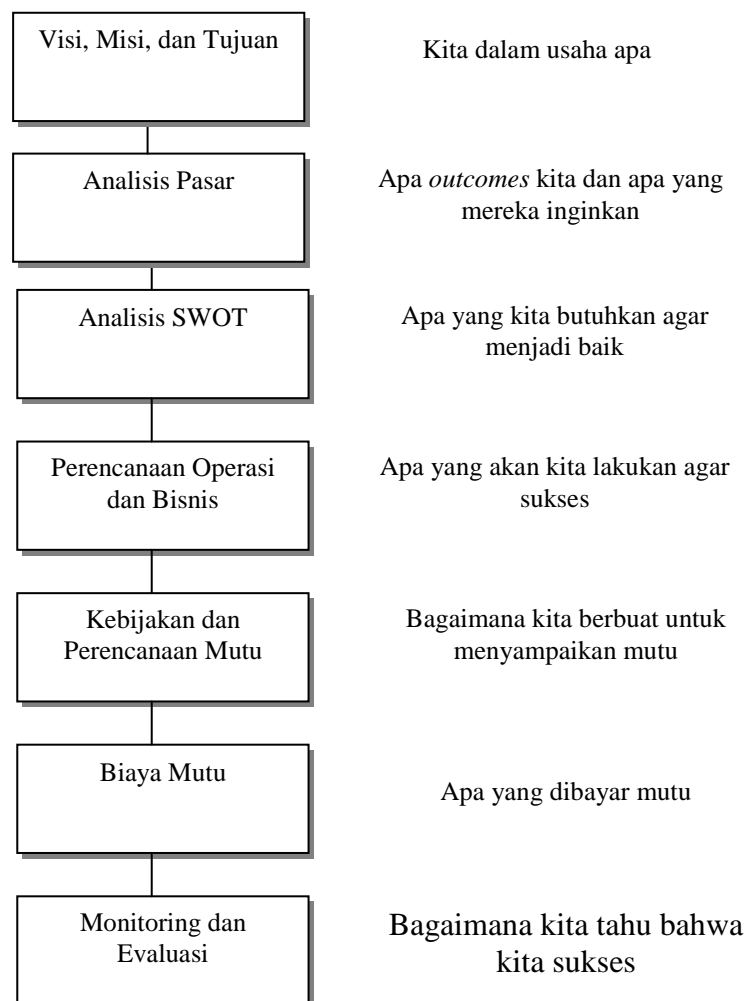 Visi, Misi, dan Tujuan
Kita dalam usaha apa
Analisis Pasar
Apa outcomes kita dan apa yang
mereka inginkan
Analisis SWOT
Apa yang kita butuhkan agar
menjadi baik
Perencanaan Operasi
dan Bisnis
Apa yang akan kita lakukan agar
sukses
Kebijakan dan
Perencanaan Mutu
Bagaimana kita berbuat untuk
menyampaikan mutu
Biaya Mutu
Apa yang dibayar mutu
Monitoring dan
Evaluasi
Bagaimana kita tahu bahwa
kita sukses